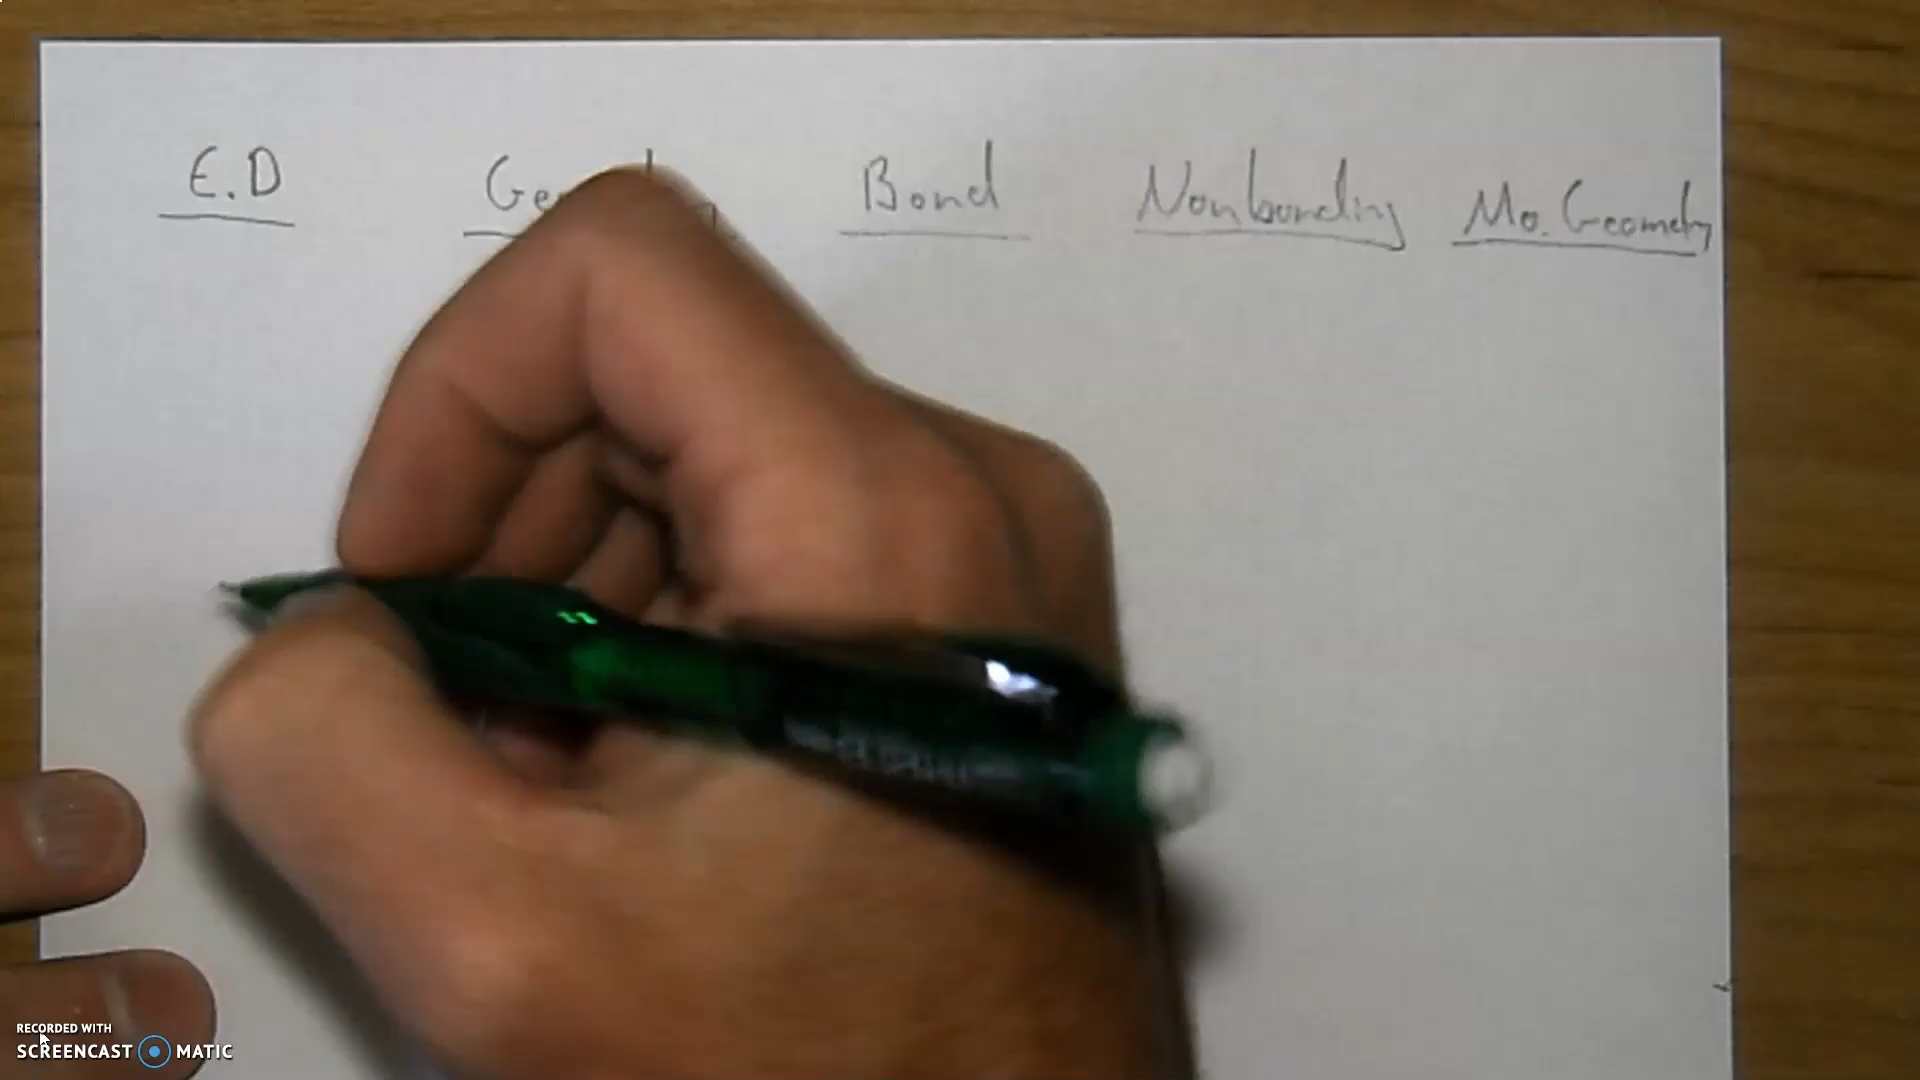 E.D Bond Nonbonding Mo. Geometry
RECORDED WITH
SCREENCAST MATIC